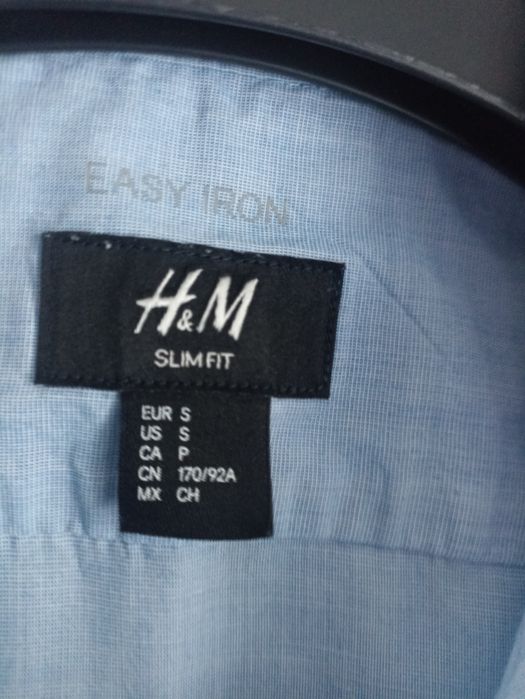 EASY IRON
H&M
SLIM FIT
EUR S
US S
CA P
CN 170/92A
MX CH